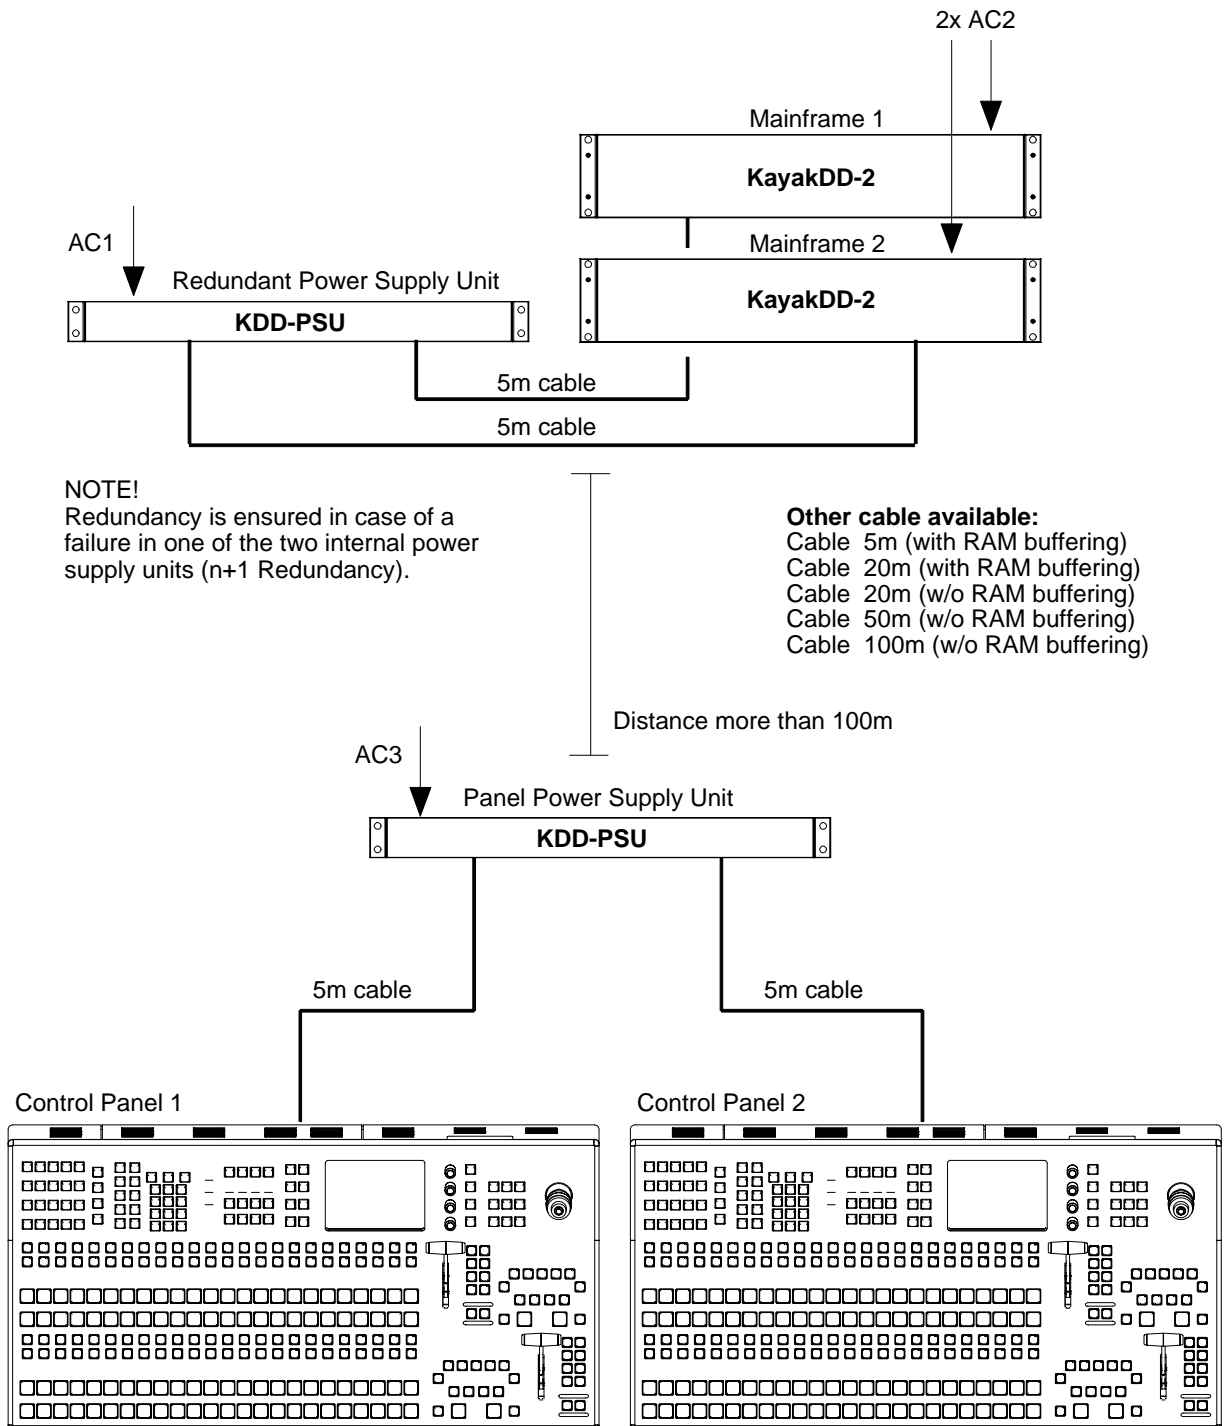 2x AC2
Mainframe 1
KayakDD-2
AC1
Mainframe 2
Redundant Power Supply Unit
KayakDD-2
KDD-PSU
5m cable
5m cable
NOTE!
Redundancy is ensured in case of a
failure in one of the two internal power
supply units (n+1 Redundancy).
Other cable available:
Cable 5m (with RAM buffering)
Cable 20m (with RAM buffering)
Cable 20m (w/o RAM buffering)
Cable 50m (w/o RAM buffering)
Cable 100m (w/o RAM buffering)
Distance more than 100m
AC3
Panel Power Supply Unit
KDD-PSU
5m cable
5m cable
Control Panel 1
Control Panel 2